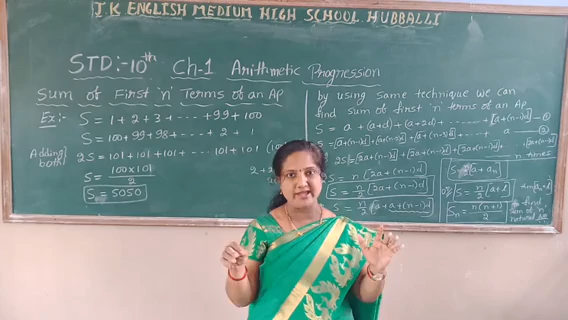 J K ENGLISH MEDIUM HIGH SCHOOL HUBBALLI
STD:-10th Ch-1 Arithmetic Progression
Sum of First 'n' Terms of an Ap
Ex:- S = 1 + 2 + 3 + ---- + 99 + 100
S = 100 + 99 + 98 + ---- + 2 + 1
Adding both} 2S = 101 + 101 + 101 + ---- + 101 + 101
S = 100 x 101 / 2
S = 5050
by using same technique we can
find sum of first 'n' terms of an Ap
S = a + (a+d) + (a+2d) + ------- + [a+(n-1)d] - ①
n times
S = n/2 [2a+(n-1)d]
S = n/2 [a+a+(n-1)d]
S = n/2 (a+l)
Sn = n(n+1)/2